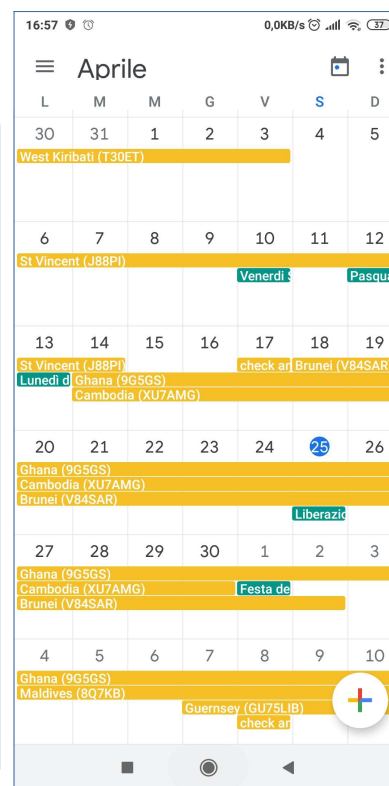 16:57 0,0KB/s 37
Aprile
L M M G V S D
30 31 1 2 3 4 5
West Kiribati (T30ET)
6 7 8 9 10 11 12
St Vincent (J88PI)
Venerdì S Pasqua
13 14 15 16 17 18 19
St Vincent (J88PI) check an Brunei (V84SAR
Lunedì d Ghana (9G5GS)
Cambodia (XU7AMG)
20 21 22 23 24 25 26
Ghana (9G5GS)
Cambodia (XU7AMG)
Brunei (V84SAR)
Liberazio
27 28 29 30 1 2 3
Ghana (9G5GS)
Cambodia (XU7AMG) Festa de
Brunei (V84SAR)
4 5 6 7 8 9 10
Ghana (9G5GS)
Maldives (8Q7KB)
Guernsey (GU75LIB)
check an